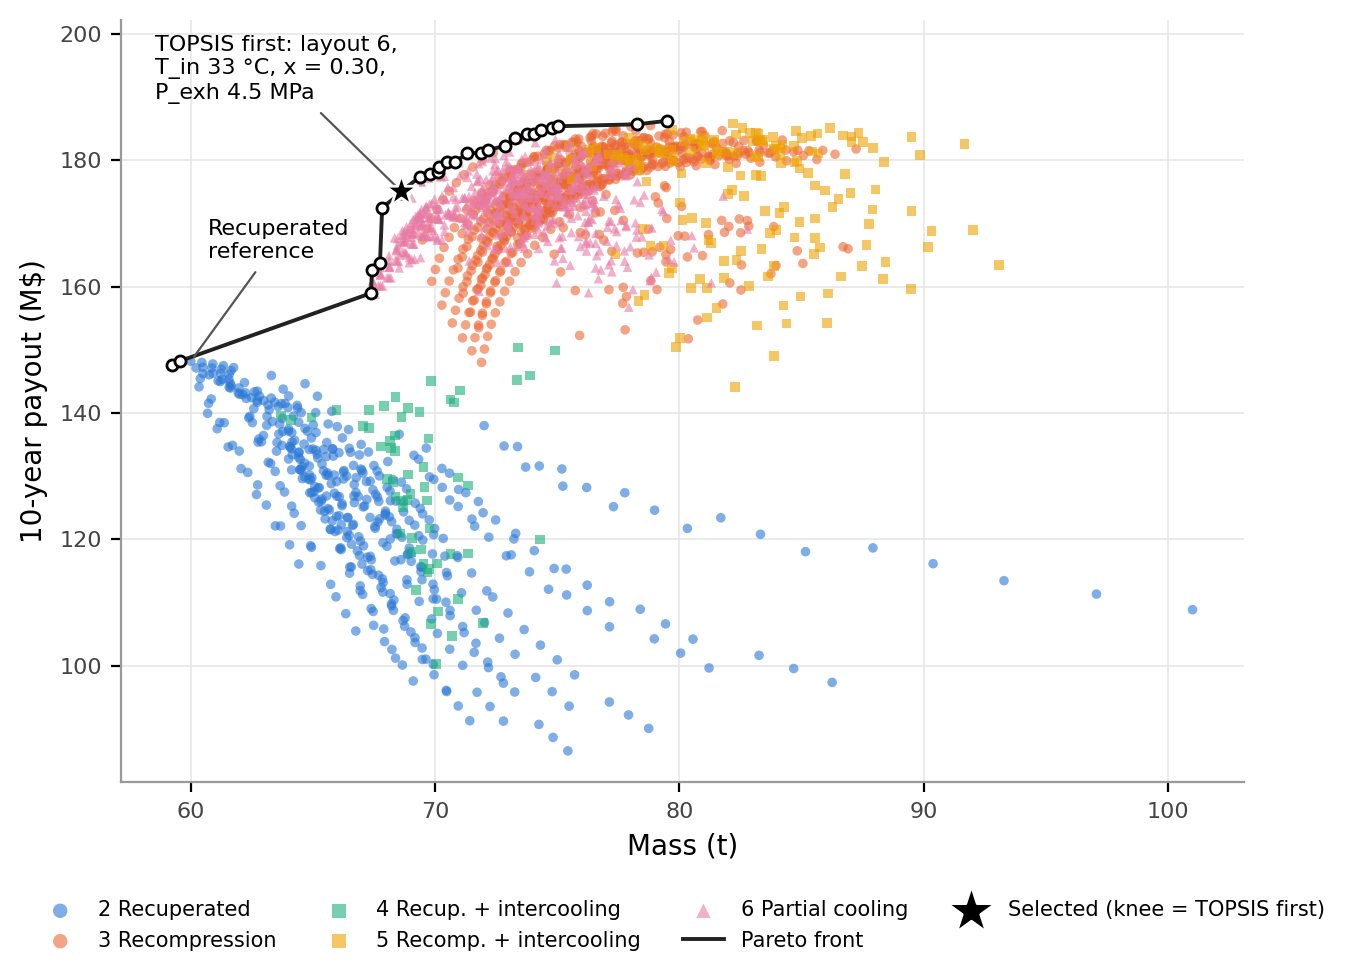 200
TOPSIS first: layout 6,
T_in 33 °C, x = 0.30,
P_exh 4.5 MPa
180
Recuperated
reference
160
140
120
100
10-year payout (M$)
60 70 80 90 100
Mass (t)
2 Recuperated
3 Recompression
4 Recup. + intercooling
5 Recomp. + intercooling
6 Partial cooling
Pareto front
Selected (knee = TOPSIS first)